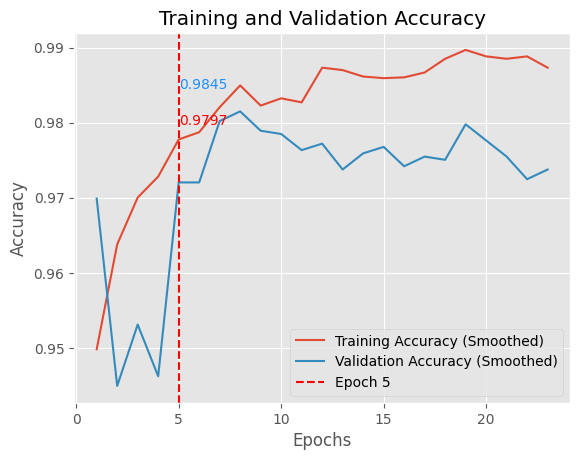 Training and Validation Accuracy
0.99
0.9845
0.98
0.9797
0.97
0.96
0.95
Accuracy
Training Accuracy (Smoothed)
Validation Accuracy (Smoothed)
Epoch 5
0 5 10 15 20
Epochs